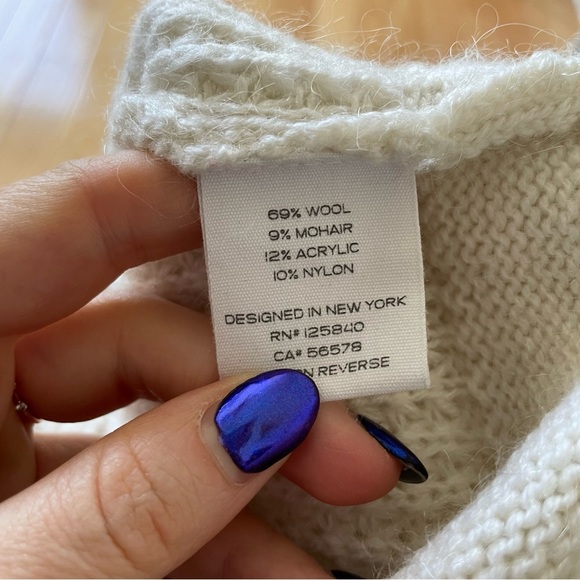 69% WOOL
9% MOHAIR
12% ACRYLIC
10% NYLON
DESIGNED IN NEW YORK
RN# 125840
CA# 56578
REVERSE